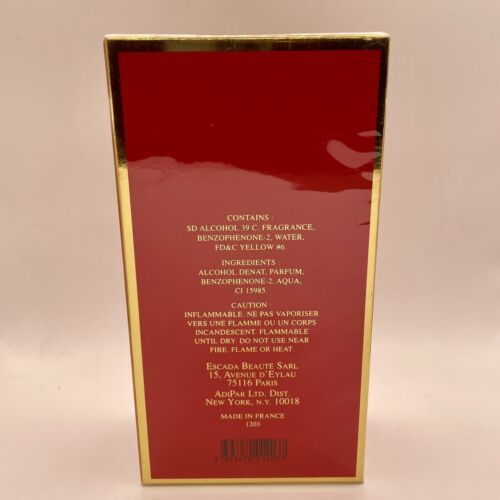 CONTAINS :
SD ALCOHOL 39 C, FRAGRANCE,
BENZOPHENONE-2, WATER,
FD&C YELLOW #6.
INGREDIENTS :
ALCOHOL DENAT, PARFUM,
BENZOPHENONE-2, AQUA,
CI 15985.
CAUTION :
INFLAMMABLE. NE PAS VAPORISER
VERS UNE FLAMME OU UN CORPS
INCANDESCENT. FLAMMABLE
UNTIL DRY. DO NOT USE NEAR
FIRE, FLAME OR HEAT.
ESCADA BEAUTÉ SARL
15, AVENUE D'EYLAU
75116 PARIS
ADIPAR LTD. DIST.
NEW YORK, N.Y. 10018
MADE IN FRANCE
1203